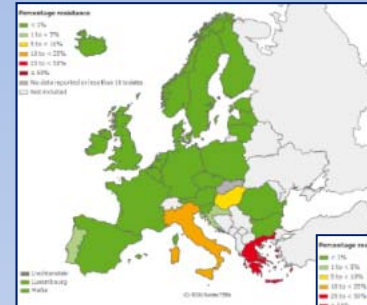 Percentage resistance
< 1%
1 to < 5%
5 to < 10%
10 to < 25%
25 to < 50%
≥ 50%
No data reported or less than 10 isolates
Not included
Liechtenstein
Luxembourg
Malta
Percentage
< 1%
1 to < 5%
5 to < 10%
10 to < 25%
25 to < 50%